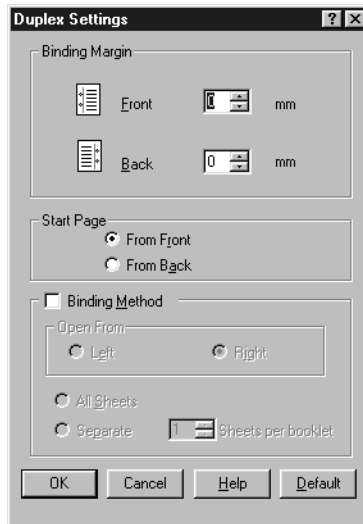 Duplex Settings
Binding Margin
Front 0 mm
Back 0 mm
Start Page
From Front
From Back
Binding Method
Open From
Left Right
All Sheets
Separate 1 Sheets per booklet
OK Cancel Help Default